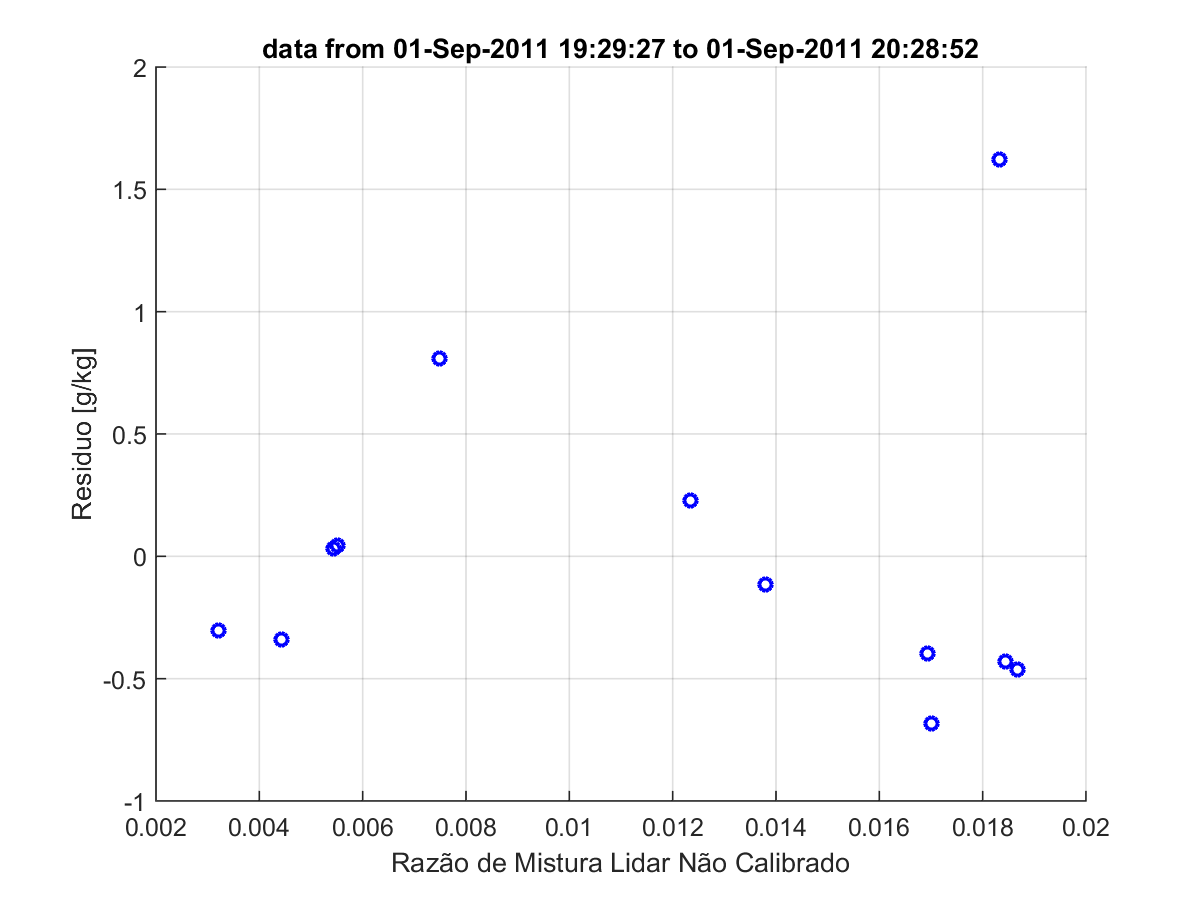 data from 01-Sep-2011 19:29:27 to 01-Sep-2011 20:28:52
2
1.5
1
0.5
0
-0.5
-1
Residuo [g/kg]
0.002 0.004 0.006 0.008 0.01 0.012 0.014 0.016 0.018 0.02
Razão de Mistura Lidar Não Calibrado